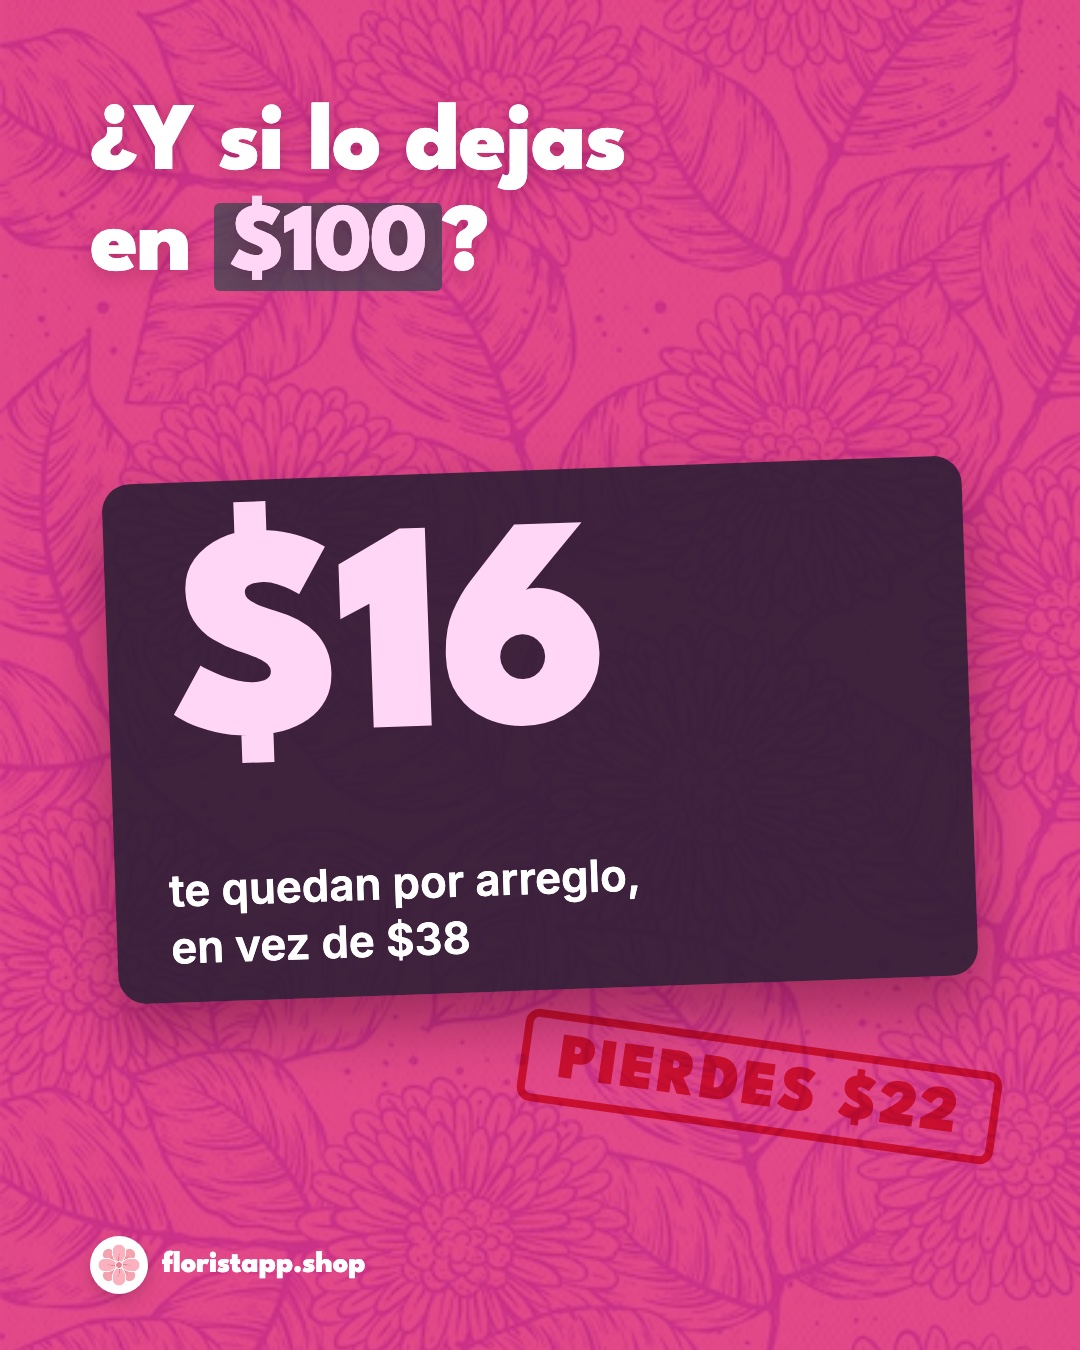 ¿Y si lo dejas
en $100?
$16
te quedan por arreglo,
en vez de $38
PIERDES $22
floristapp.shop